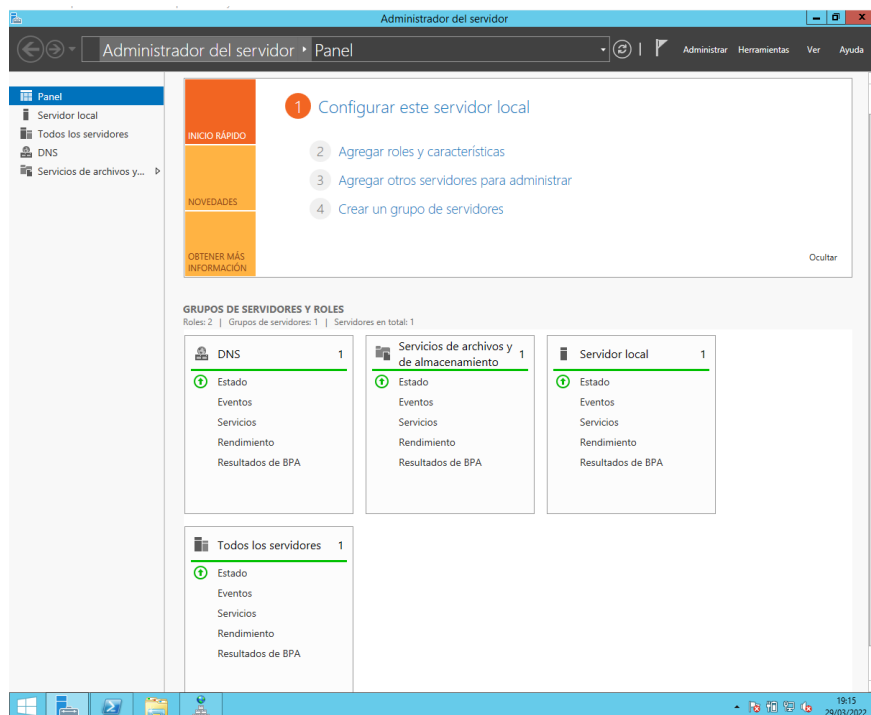 Administrador del servidor
Administrador del servidor ‣ Panel
Administrar Herramientas Ver Ayuda
Panel
Servidor local
Todos los servidores
DNS
Servicios de archivos y...
INICIO RÁPIDO
NOVEDADES
OBTENER MÁS
INFORMACIÓN
1 Configurar este servidor local
2 Agregar roles y características
3 Agregar otros servidores para administrar
4 Crear un grupo de servidores
Ocultar
GRUPOS DE SERVIDORES Y ROLES
Roles: 2 | Grupos de servidores: 1 | Servidores en total: 1
DNS 1
Estado
Eventos
Servicios
Rendimiento
Resultados de BPA
Servicios de archivos y
de almacenamiento 1
Estado
Eventos
Servicios
Rendimiento
Resultados de BPA
Servidor local 1
Estado
Eventos
Servicios
Rendimiento
Resultados de BPA
Todos los servidores 1
Estado
Eventos
Servicios
Rendimiento
Resultados de BPA
19:15
29/03/2022